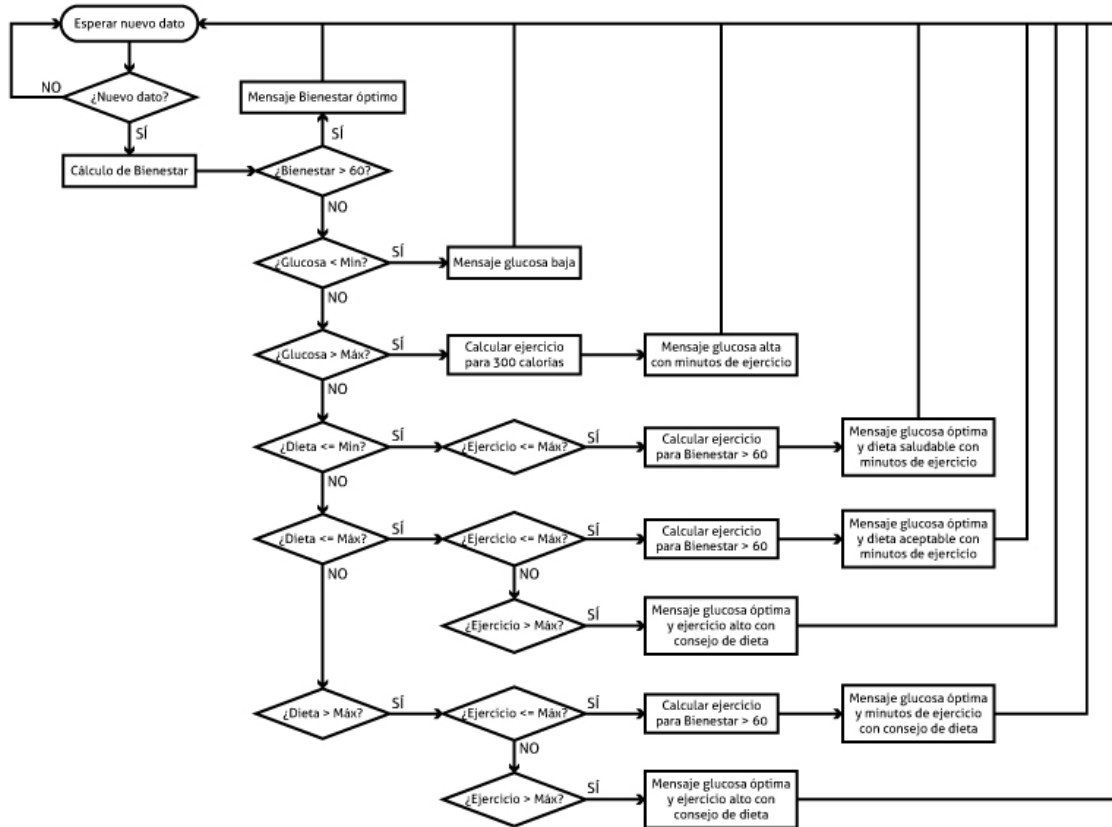 Esperar nuevo dato
NO
¿Nuevo dato?
SÍ
Mensaje Bienestar óptimo
SÍ
Cálculo de Bienestar
¿Bienestar > 60?
NO
¿Glucosa < Mín?
SÍ
Mensaje glucosa baja
NO
¿Glucosa > Máx?
SÍ
Calcular ejercicio
para 300 calorías
Mensaje glucosa alta
con minutos de ejercicio
NO
¿Dieta <= Mín?
SÍ
¿Ejercicio <= Máx?
SÍ
Calcular ejercicio
para Bienestar > 60
Mensaje glucosa óptima
y dieta saludable con
minutos de ejercicio
NO
¿Dieta <= Máx?
SÍ
¿Ejercicio <= Máx?
SÍ
Calcular ejercicio
para Bienestar > 60
Mensaje glucosa óptima
y dieta aceptable con
minutos de ejercicio
NO
NO
¿Ejercicio > Máx?
SÍ
Mensaje glucosa óptima
y ejercicio alto con
consejo de dieta
¿Dieta > Máx?
SÍ
¿Ejercicio <= Máx?
SÍ
Calcular ejercicio
para Bienestar > 60
Mensaje glucosa óptima
y minutos de ejercicio
con consejo de dieta
NO
¿Ejercicio > Máx?
SÍ
Mensaje glucosa óptima
y ejercicio alto con
consejo de dieta